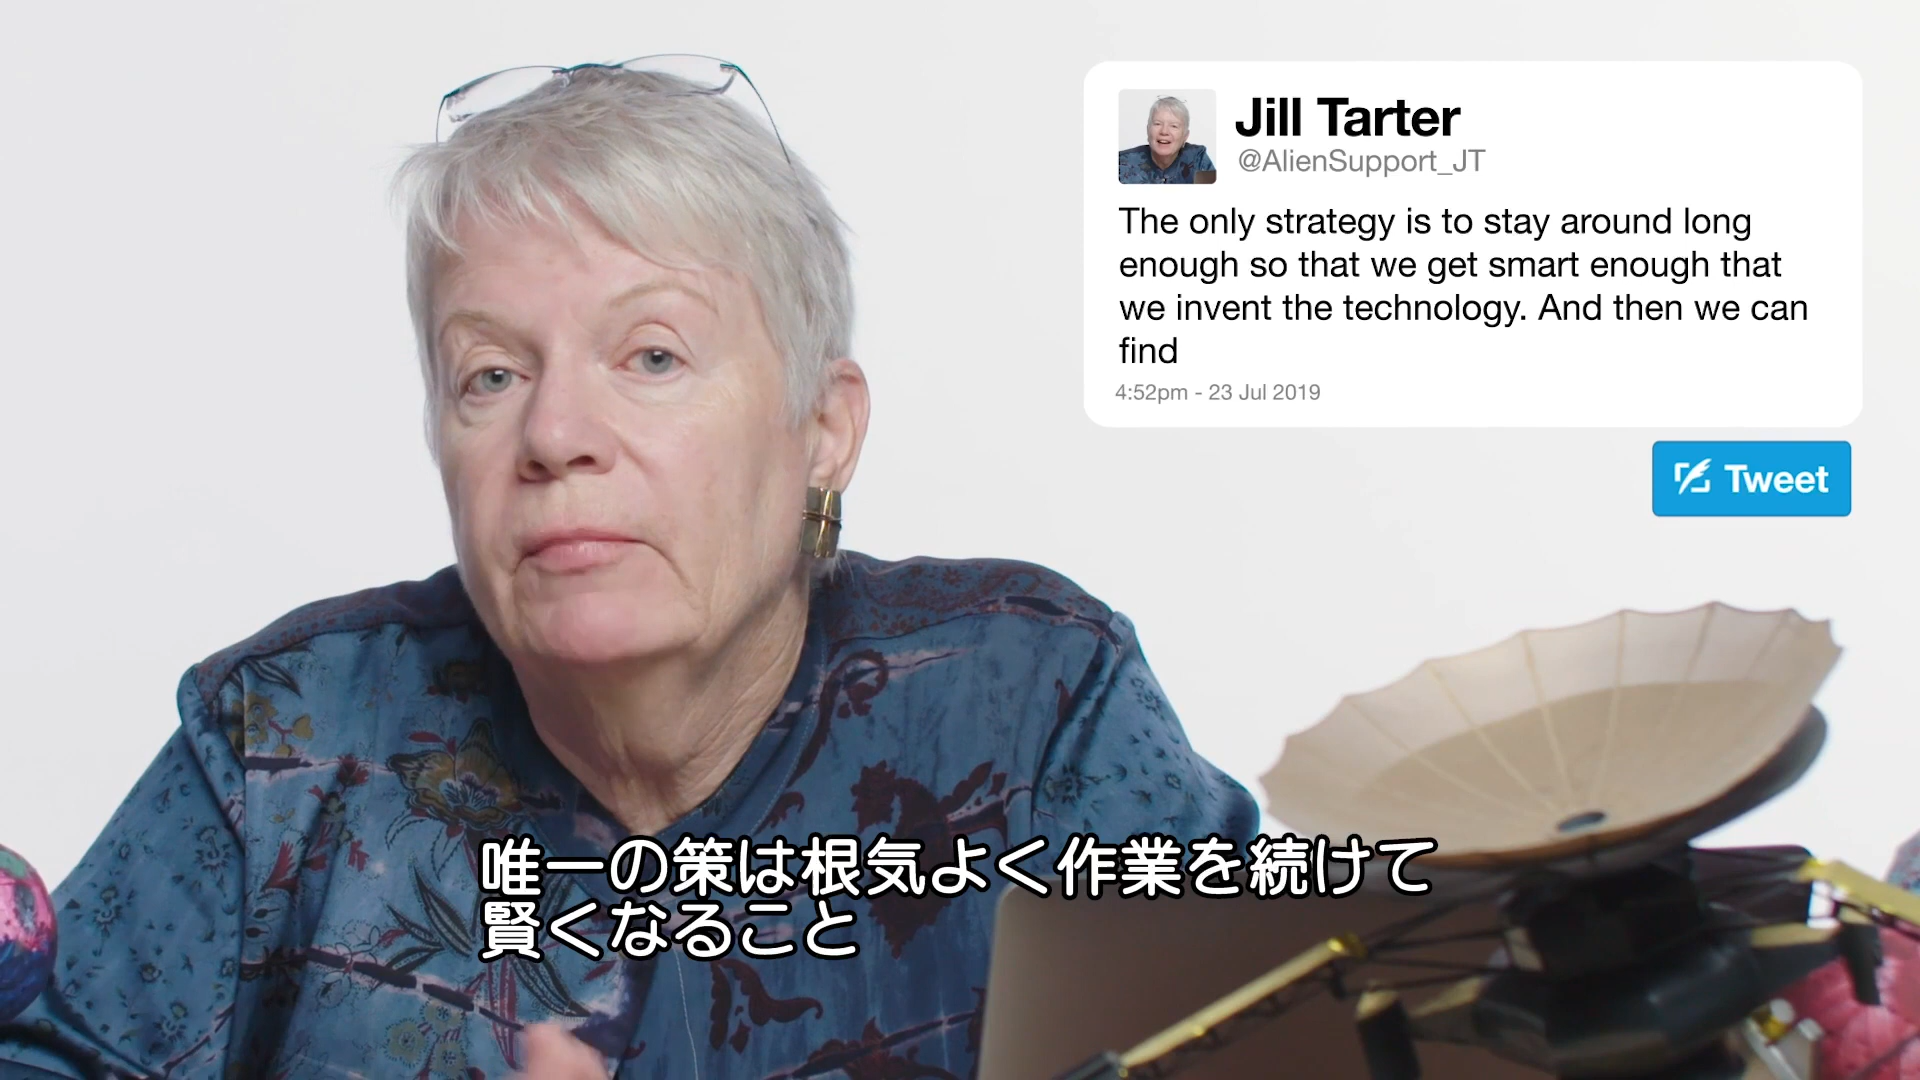 Jill Tarter
@AlienSupport_JT
The only strategy is to stay around long
enough so that we get smart enough that
we invent the technology. And then we can
find
4:52pm - 23 Jul 2019
Tweet
唯一の策は根気よく作業を続けて
賢くなること